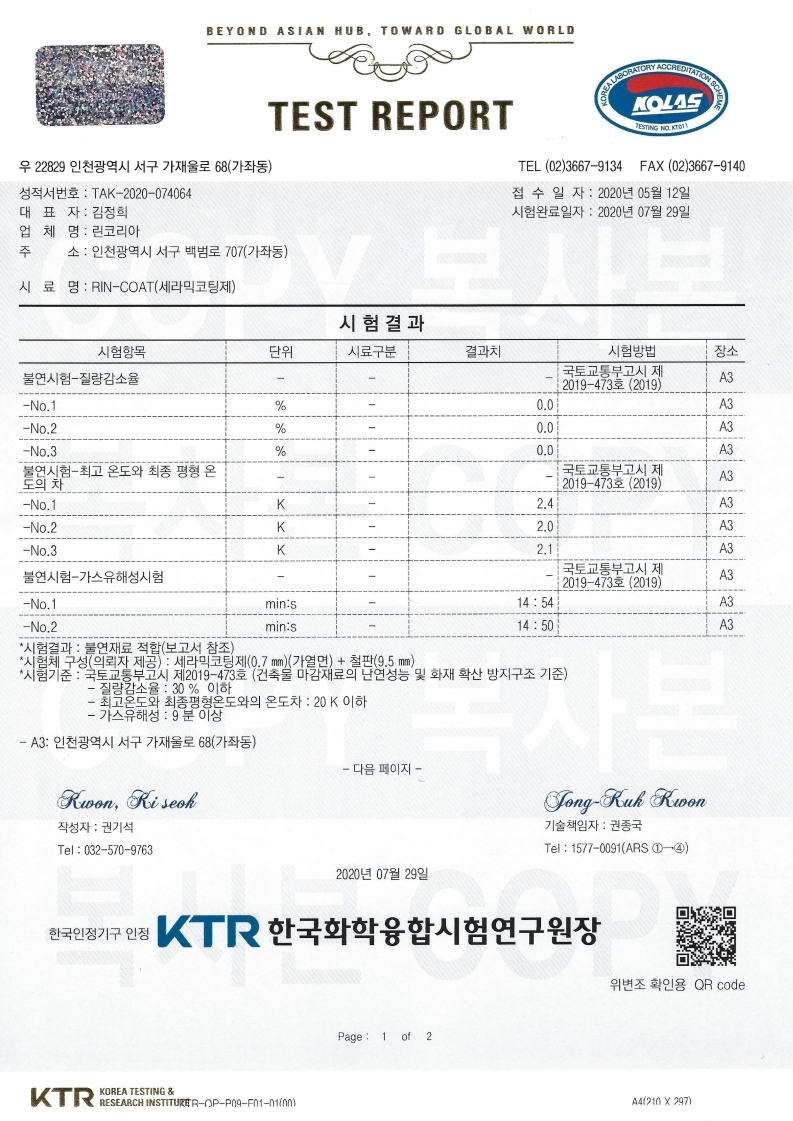 BEYOND ASIAN HUB, TOWARD GLOBAL WORLD
TEST REPORT
KOREA LABORATORY ACCREDITATION SCHEME
KOLAS
TESTING NO. KT011
우 22829 인천광역시 서구 가재울로 68(가좌동) TEL (02)3667-9134 FAX (02)3667-9140
성적서번호 : TAK-2020-074064 접 수 일 자 : 2020년 05월 12일
대 표 자 : 김정희 시험완료일자 : 2020년 07월 29일
업 체 명 : 린코리아
주 소 : 인천광역시 서구 백범로 707(가좌동)
시 료 명 : RIN-COAT(세라믹코팅제)
시 험 결 과
시험항목 단위 시료구분 결과치 시험방법 장소
불연시험-질량감소율 - - - 국토교통부고시 제 2019-473호 (2019) A3
-No.1 % - 0.0 A3
-No.2 % - 0.0 A3
-No.3 % - 0.0 A3
불연시험-최고 온도와 최종 평형 온도의 차 - - - 국토교통부고시 제 2019-473호 (2019) A3
-No.1 K - 2.4 A3
-No.2 K - 2.0 A3
-No.3 K - 2.1 A3
불연시험-가스유해성시험 - - - 국토교통부고시 제 2019-473호 (2019) A3
-No.1 min:s - 14 : 54 A3
-No.2 min:s - 14 : 50 A3
*시험결과 : 불연재료 적합(보고서 참조)
*시험체 구성(의뢰자 제공) : 세라믹코팅제(0.7 ㎜)(가열면) + 철판(9.5 ㎜)
*시험기준 : 국토교통부고시 제2019-473호 (건축물 마감재료의 난연성능 및 화재 확산 방지구조 기준)
- 질량감소율 : 30 % 이하
- 최고온도와 최종평형온도와의 온도차 : 20 K 이하
- 가스유해성 : 9 분 이상
- A3: 인천광역시 서구 가재울로 68(가좌동)
- 다음 페이지 -
Kwon, Ki seok Jong-Kuk Kwon
작성자 : 권기석 기술책임자 : 권종국
Tel : 032-570-9763 Tel : 1577-0091(ARS ①→④)
2020년 07월 29일
한국인정기구 인정 KTR 한국화학융합시험연구원장
위변조 확인용 QR code
Page : 1 of 2
KTR KOREA TESTING &
RESEARCH INSTITUTE KTR-QP-P09-F01-01(00) A4(210 X 297)
COPY 복사본
복사본 COPY
COPY 복사본
복사본 COPY